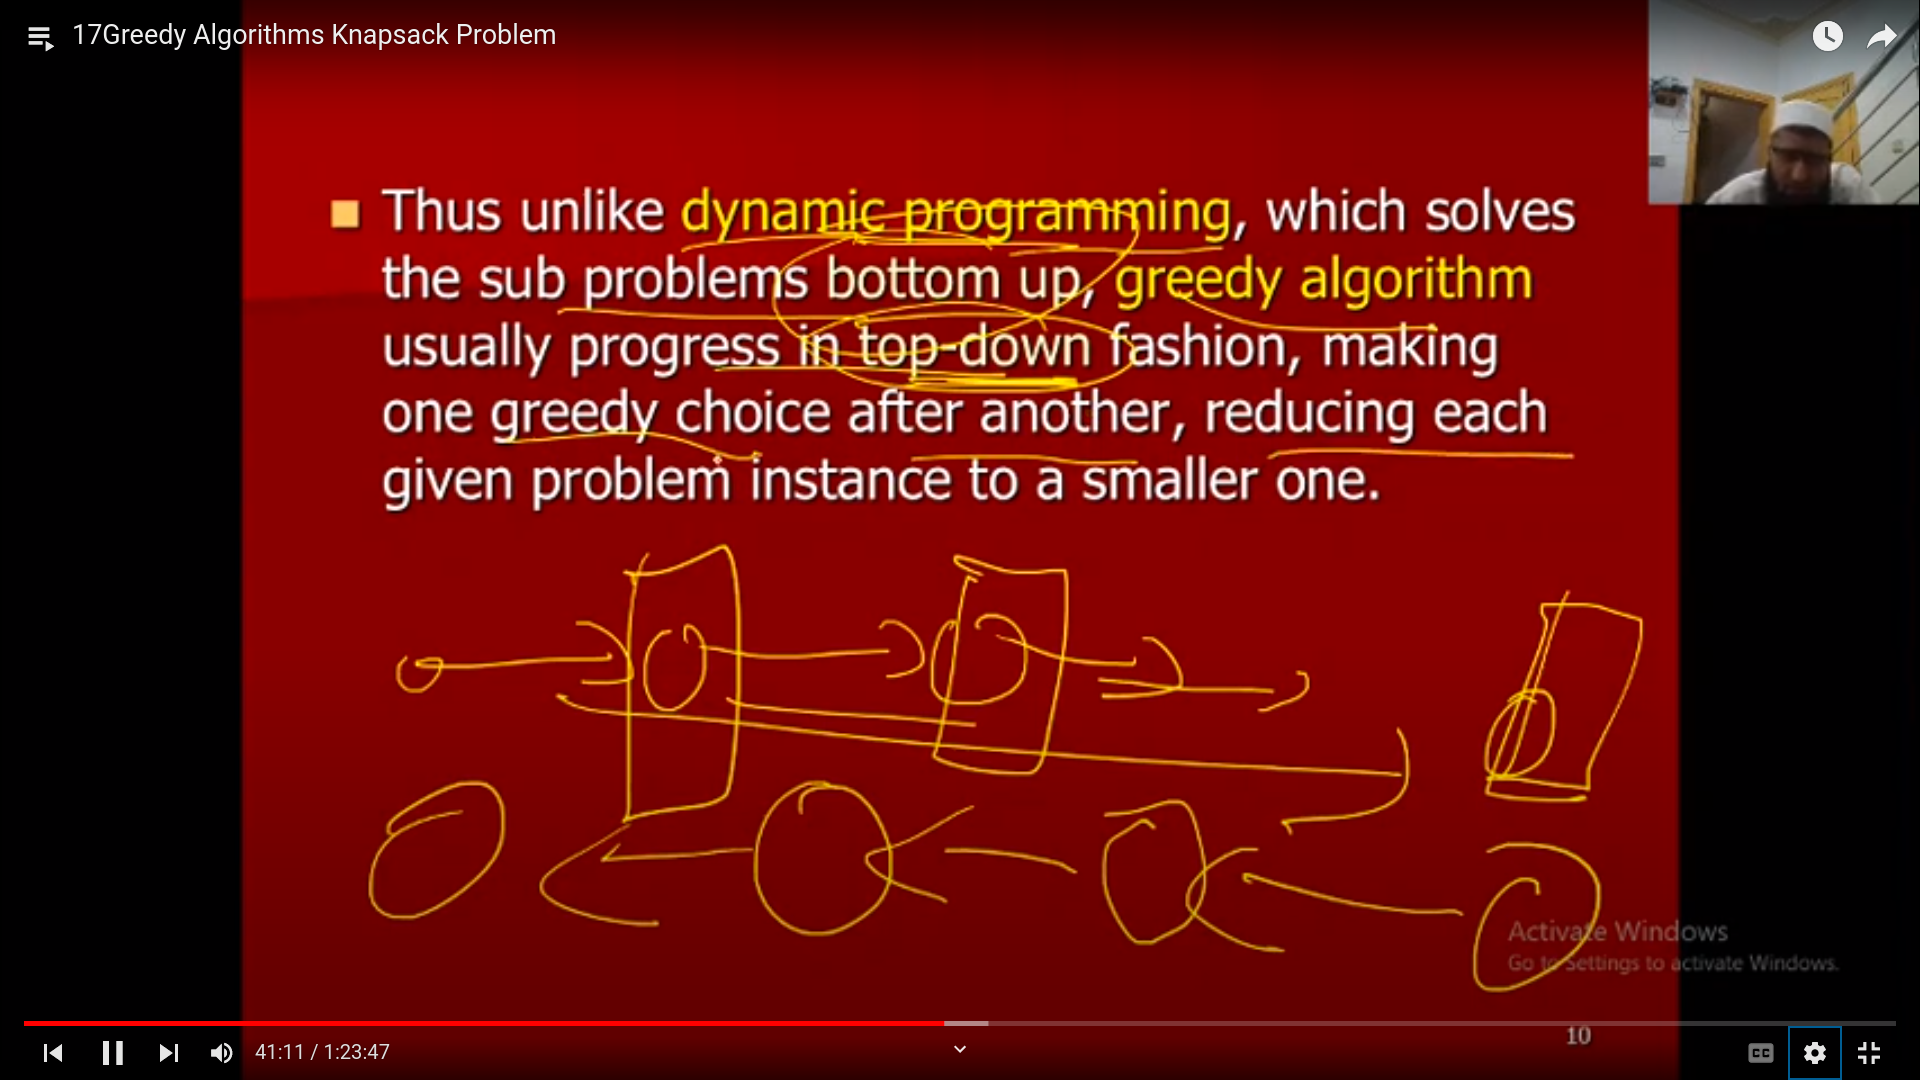 17Greedy Algorithms Knapsack Problem
Thus unlike dynamic programming, which solves
the sub problems bottom up, greedy algorithm
usually progress in top-down fashion, making
one greedy choice after another, reducing each
given problem instance to a smaller one.
Activate Windows
Go to Settings to activate Windows.
10
41:11 / 1:23:47
CC